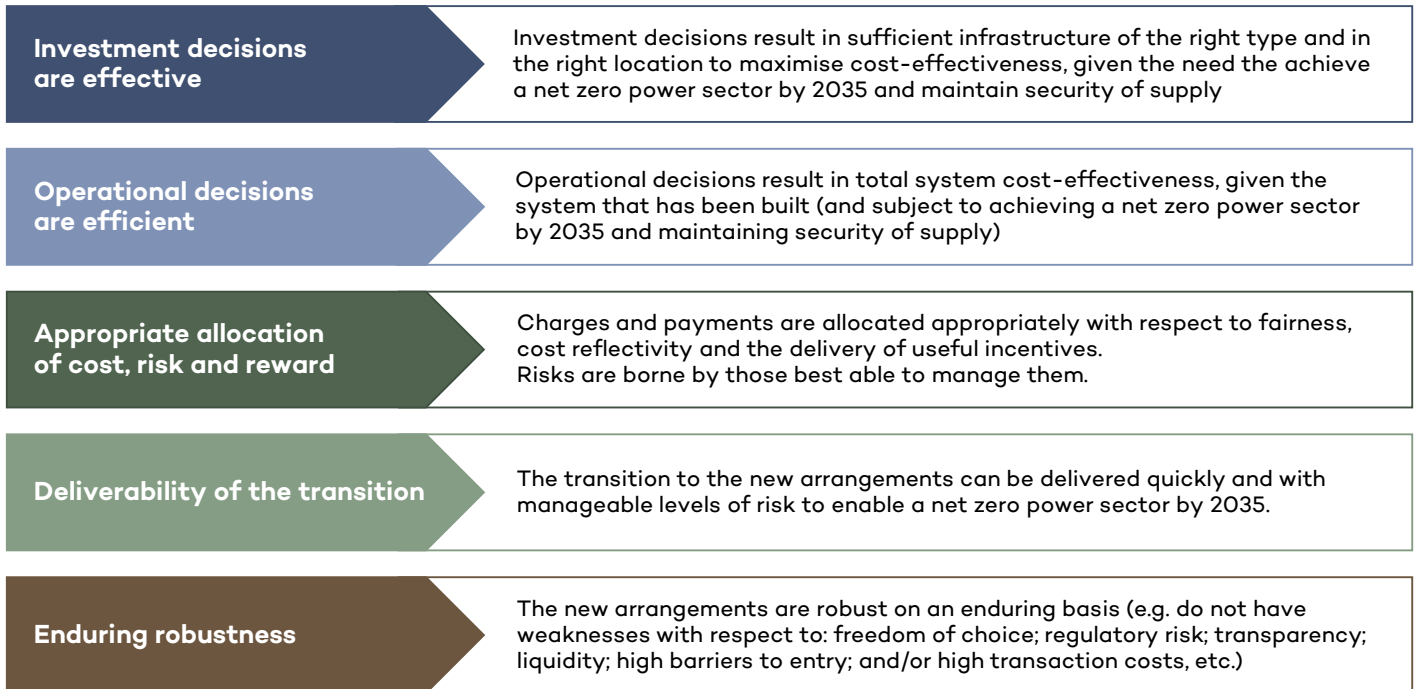 Investment decisions
are effective
Investment decisions result in sufficient infrastructure of the right type and in
the right location to maximise cost-effectiveness, given the need the achieve
a net zero power sector by 2035 and maintain security of supply
Operational decisions
are efficient
Operational decisions result in total system cost-effectiveness, given the
system that has been built (and subject to achieving a net zero power sector
by 2035 and maintaining security of supply)
Appropriate allocation
of cost, risk and reward
Charges and payments are allocated appropriately with respect to fairness,
cost reflectivity and the delivery of useful incentives.
Risks are borne by those best able to manage them.
Deliverability of the transition
The transition to the new arrangements can be delivered quickly and with
manageable levels of risk to enable a net zero power sector by 2035.
Enduring robustness
The new arrangements are robust on an enduring basis (e.g. do not have
weaknesses with respect to: freedom of choice; regulatory risk; transparency;
liquidity; high barriers to entry; and/or high transaction costs, etc.)